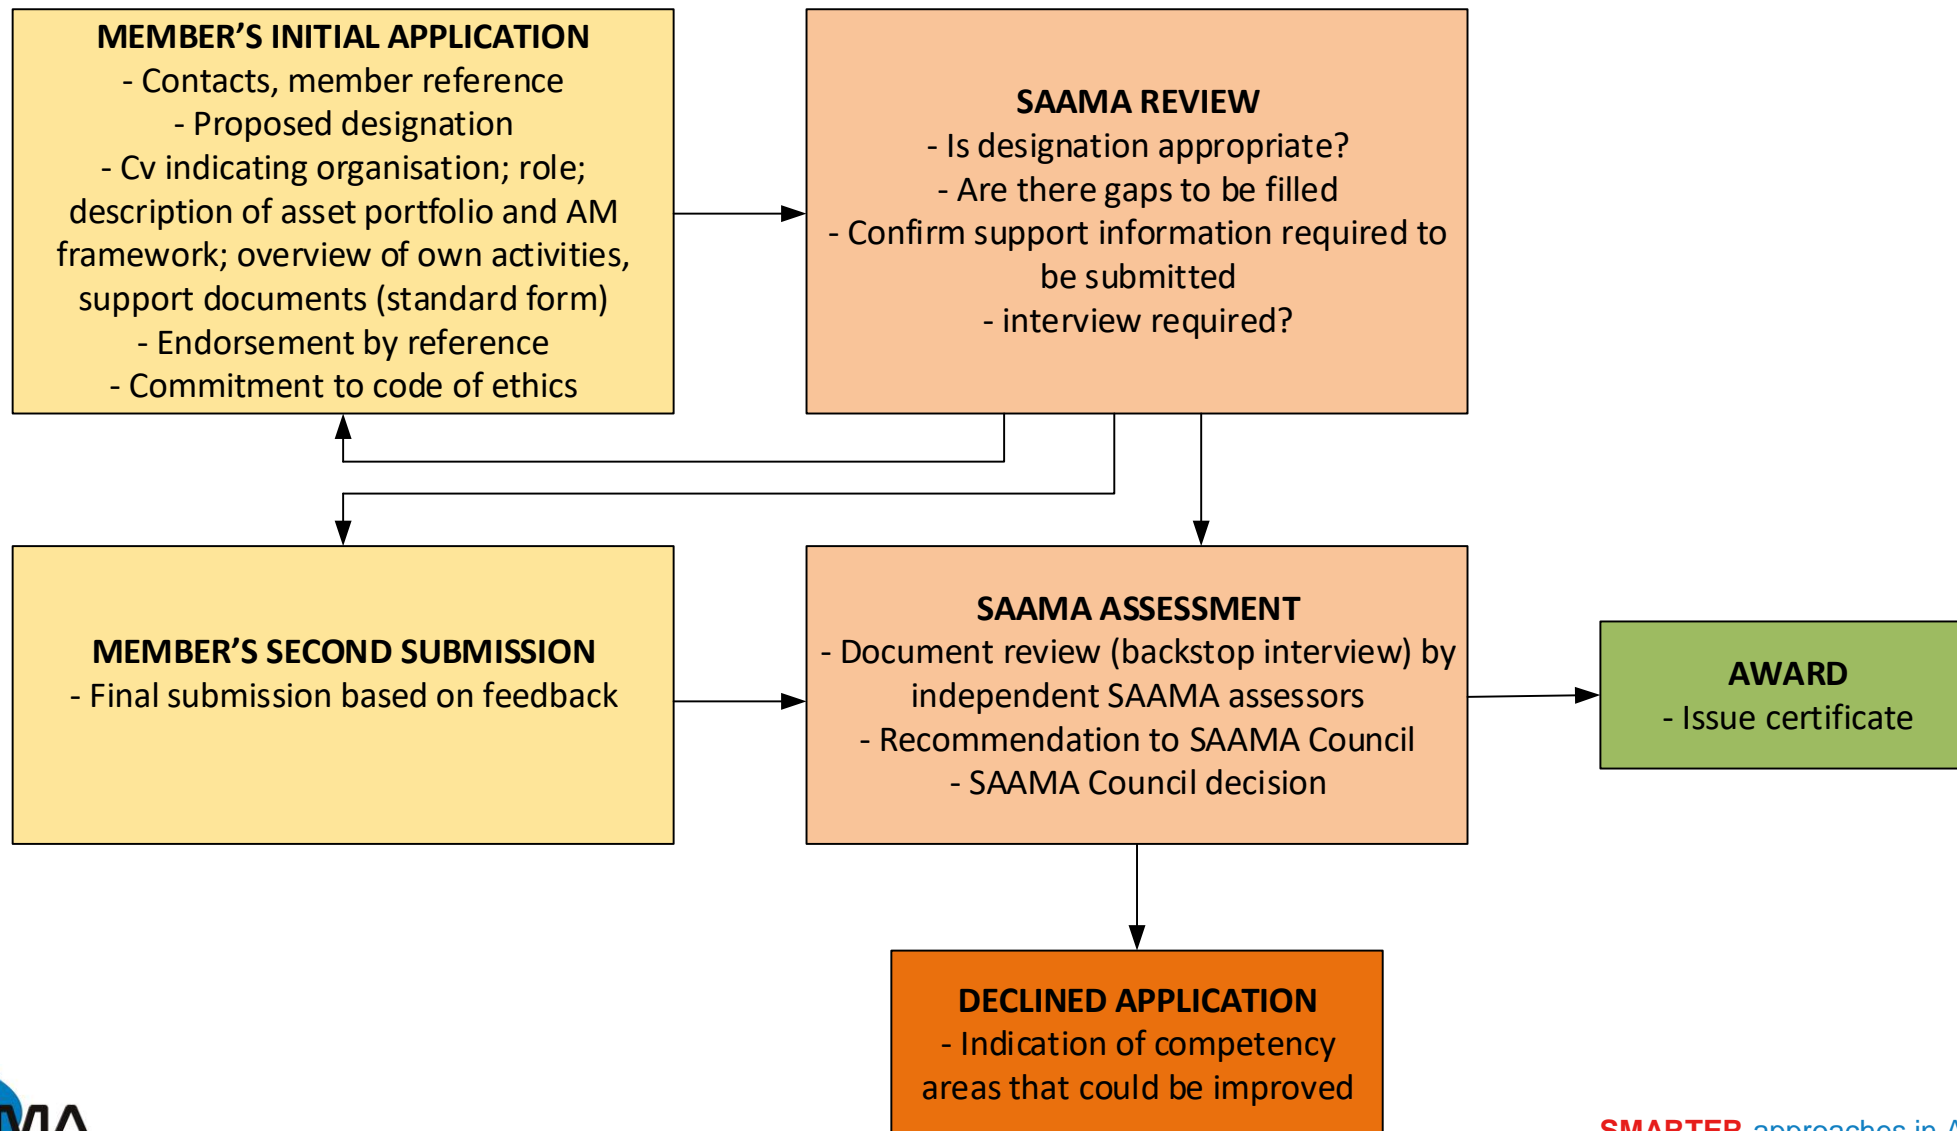 MEMBER’S INITIAL APPLICATION
- Contacts, member reference
- Proposed designation
- Cv indicating organisation; role;
description of asset portfolio and AM
framework; overview of own activities,
support documents (standard form)
- Endorsement by reference
- Commitment to code of ethics
SAAMA REVIEW
- Is designation appropriate?
- Are there gaps to be filled
- Confirm support information required to
be submitted
- interview required?
MEMBER’S SECOND SUBMISSION
- Final submission based on feedback
SAAMA ASSESSMENT
- Document review (backstop interview) by
independent SAAMA assessors
- Recommendation to SAAMA Council
- SAAMA Council decision
AWARD
- Issue certificate
DECLINED APPLICATION
- Indication of competency
areas that could be improved
SMARTER approaches in